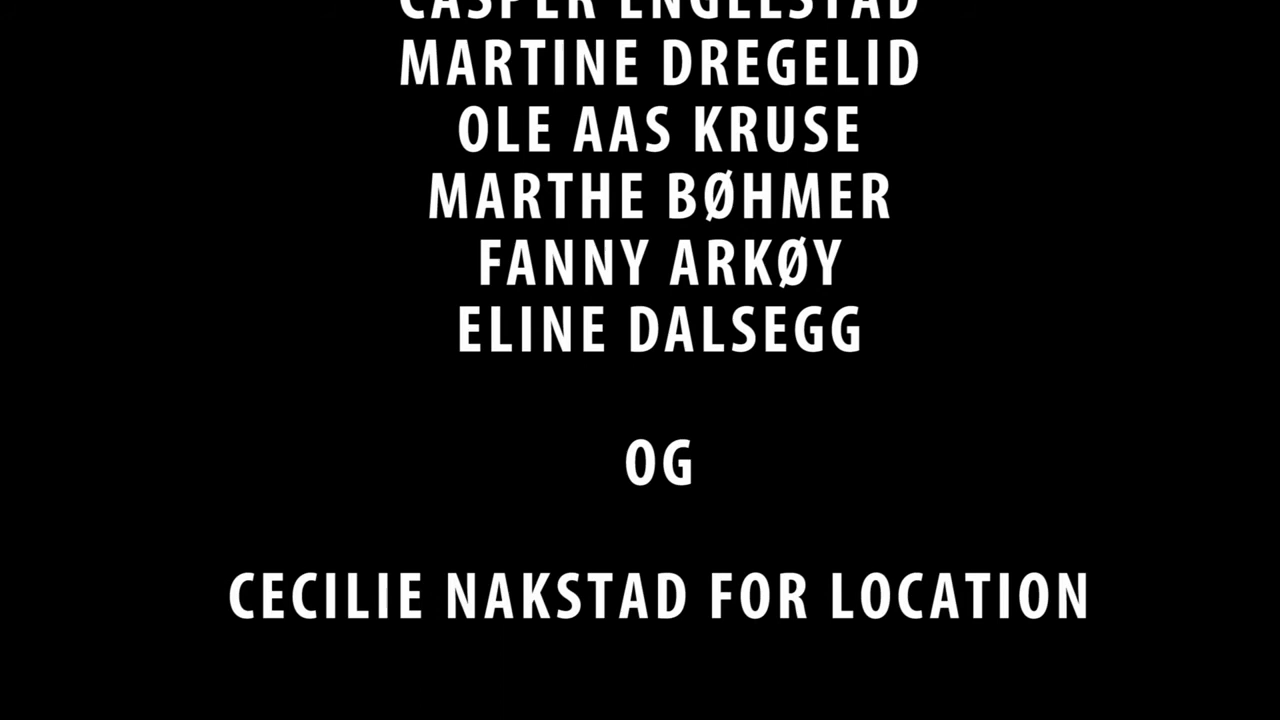 CASPER ENGELSTAD
MARTINE DREGELID
OLE AAS KRUSE
MARTHE BØHMER
FANNY ARKØY
ELINE DALSEGG
OG
CECILIE NAKSTAD FOR LOCATION